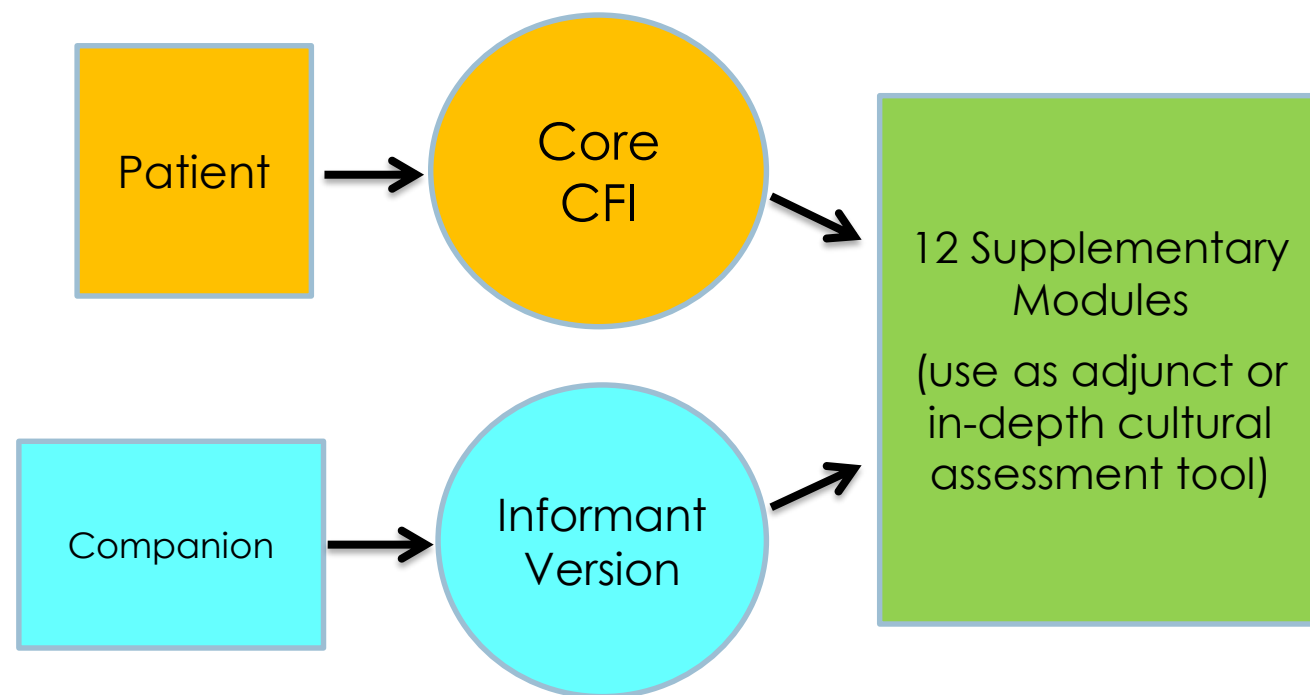 Patient
Core
CFI
12 Supplementary
Modules
(use as adjunct or
in-depth cultural
assessment tool)
Companion
Informant
Version